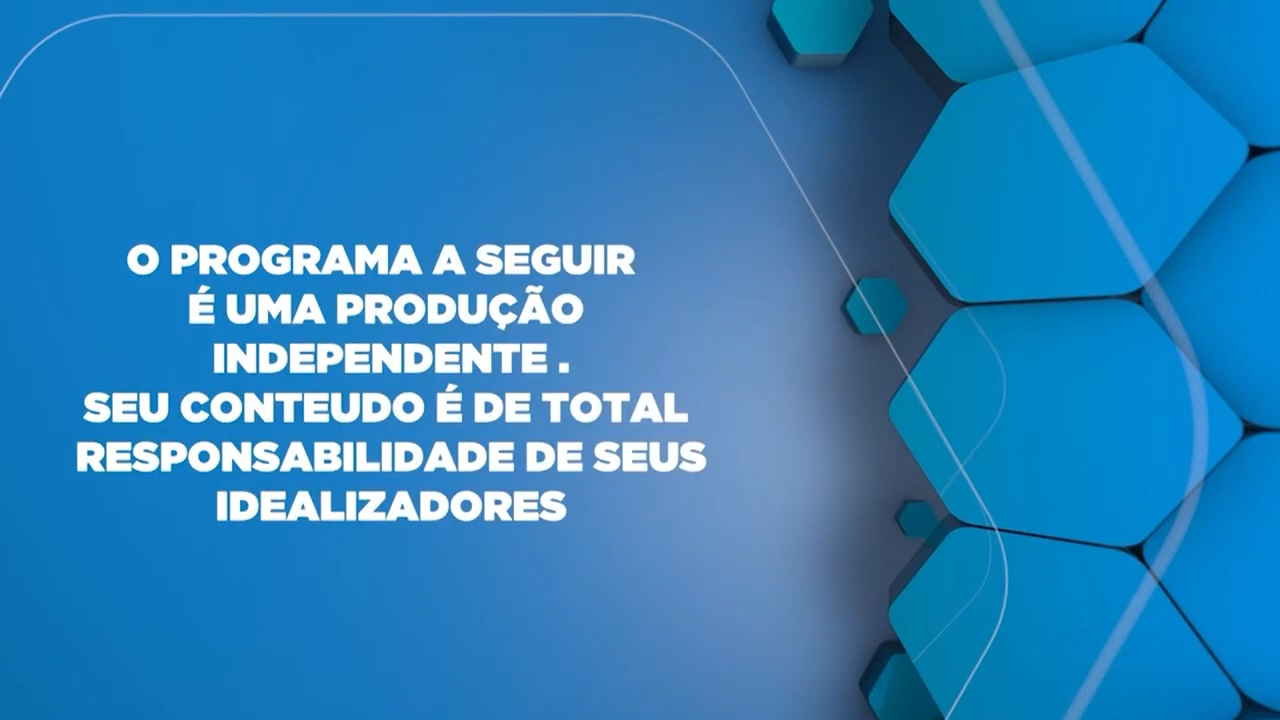 O PROGRAMA A SEGUIR
É UMA PRODUÇÃO
INDEPENDENTE .
SEU CONTEUDO É DE TOTAL
RESPONSABILIDADE DE SEUS
IDEALIZADORES